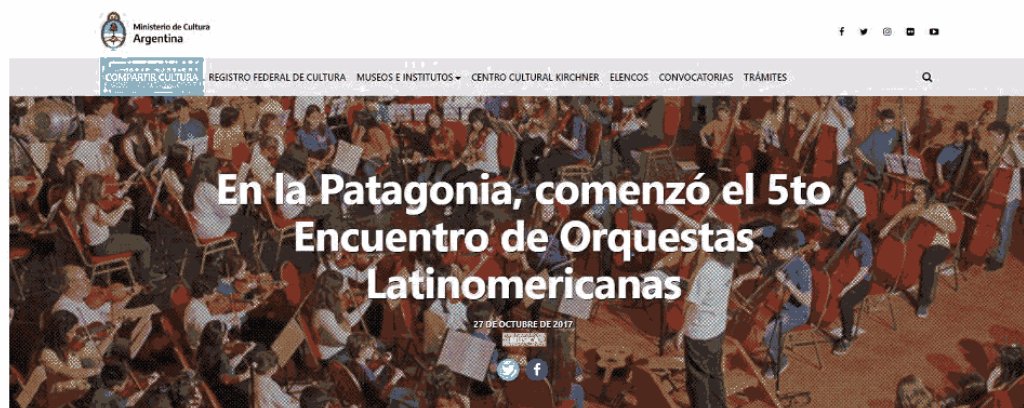 Ministerio de Cultura
Argentina
COMPARTIR CULTURA REGISTRO FEDERAL DE CULTURA MUSEOS E INSTITUTOS CENTRO CULTURAL KIRCHNER ELENCOS CONVOCATORIAS TRÁMITES
En la Patagonia, comenzó el 5to
Encuentro de Orquestas
Latinomericanas
27 DE OCTUBRE DE 2017
MÚSICA